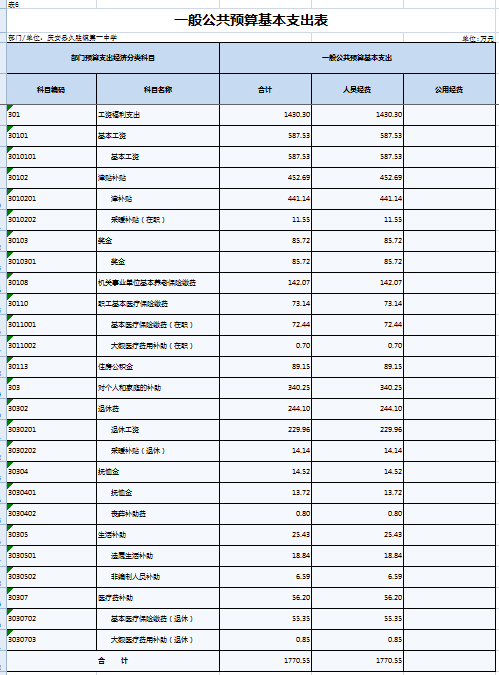 表6
一般公共预算基本支出表
部门/单位：庆安县久胜镇第一中学 单位:万元
部门预算支出经济分类科目 一般公共预算基本支出
科目编码 科目名称 合计 人员经费 公用经费
301 工资福利支出 1430.30 1430.30
30101 基本工资 587.53 587.53
3010101 基本工资 587.53 587.53
30102 津贴补贴 452.69 452.69
3010201 津补贴 441.14 441.14
3010202 采暖补贴（在职） 11.55 11.55
30103 奖金 85.72 85.72
3010301 奖金 85.72 85.72
30108 机关事业单位基本养老保险缴费 142.07 142.07
30110 职工基本医疗保险缴费 73.14 73.14
3011001 基本医疗保险缴费（在职） 72.44 72.44
3011002 大额医疗费用补助（在职） 0.70 0.70
30113 住房公积金 89.15 89.15
303 对个人和家庭的补助 340.25 340.25
30302 退休费 244.10 244.10
3030201 退休工资 229.96 229.96
3030202 采暖补贴（退休） 14.14 14.14
30304 抚恤金 14.52 14.52
3030401 抚恤金 13.72 13.72
3030402 丧葬补助费 0.80 0.80
30305 生活补助 25.43 25.43
3030501 遗属生活补助 18.84 18.84
3030502 非编制人员补助 6.59 6.59
30307 医疗费补助 56.20 56.20
3030702 基本医疗保险缴费（退休） 55.35 55.35
3030703 大额医疗费用补助（退休） 0.85 0.85
合 计 1770.55 1770.55